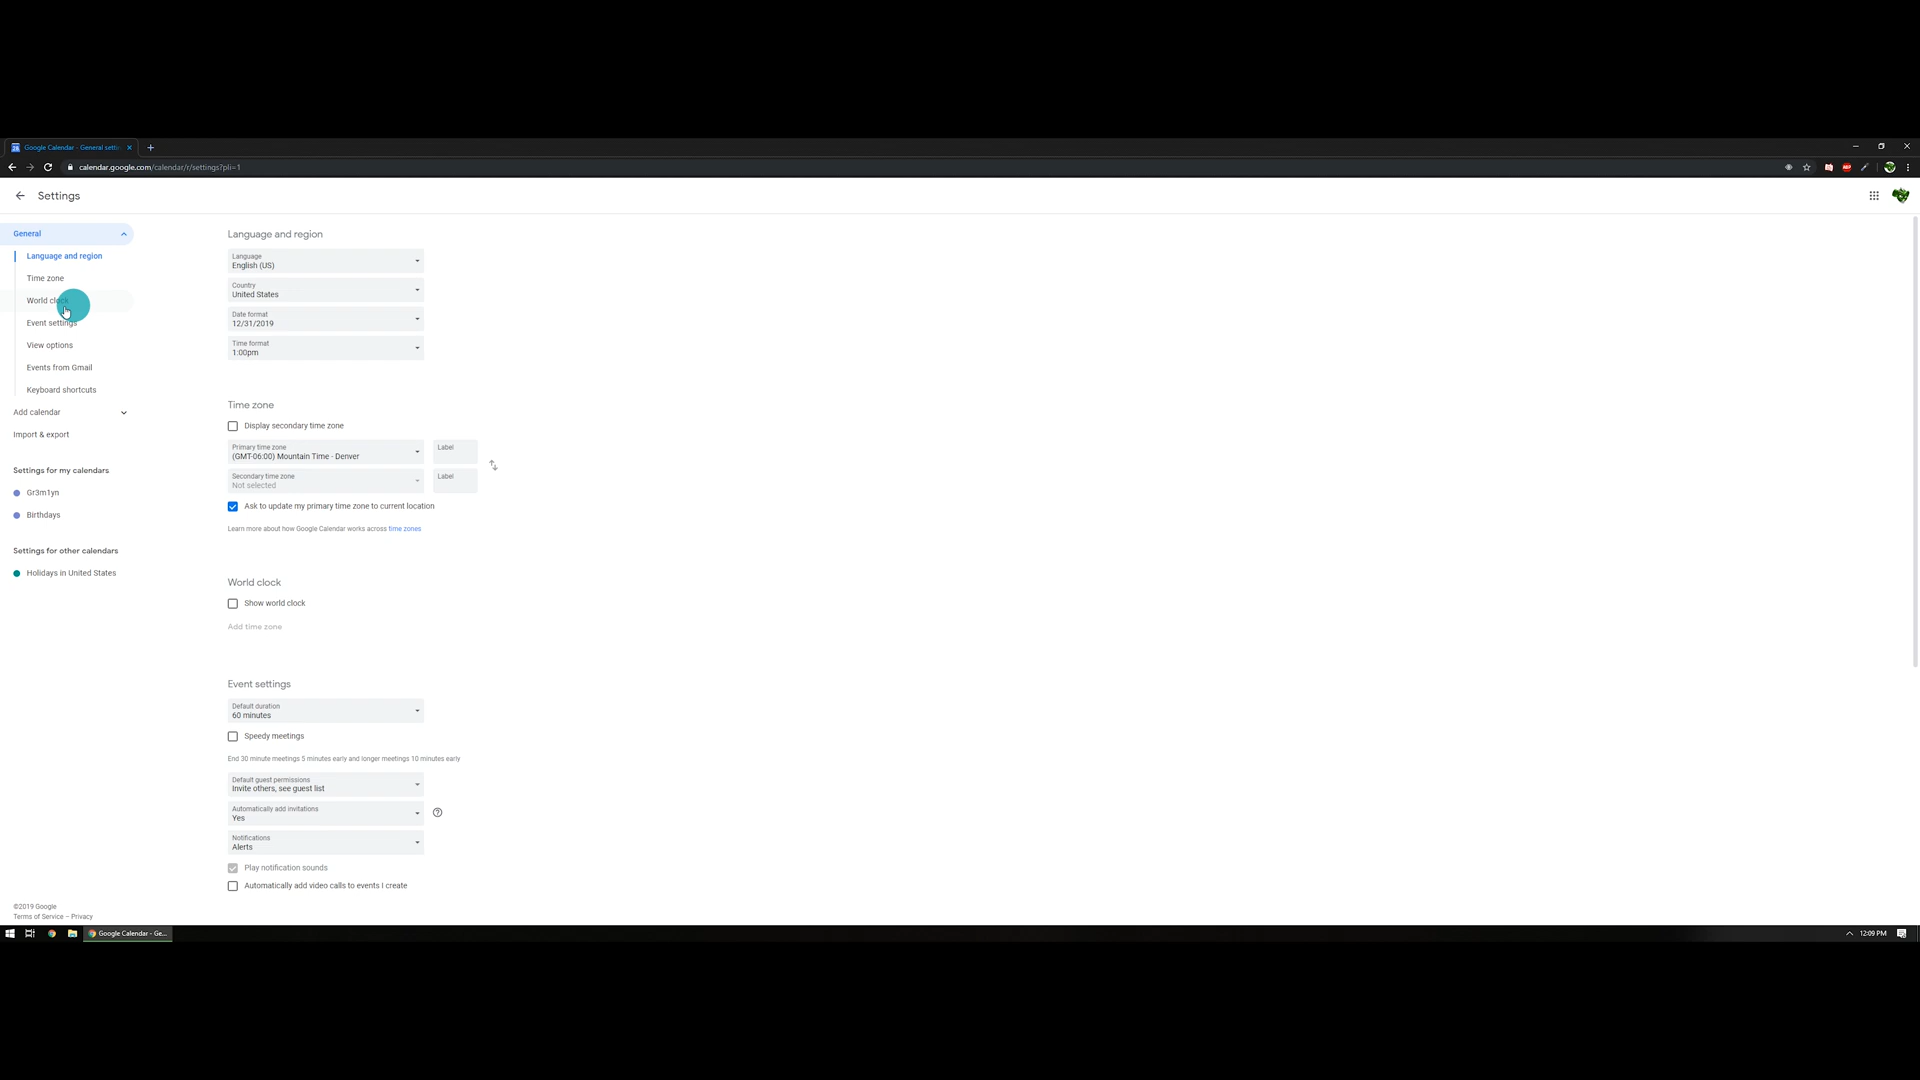 Google Calendar - General settin
calendar.google.com/calendar/r/settings?pli=1
Settings
General
Language and region
Time zone
World clock
Event settings
View options
Events from Gmail
Keyboard shortcuts
Add calendar
Import & export
Settings for my calendars
Gr3m1yn
Birthdays
Settings for other calendars
Holidays in United States
©2019 Google
Terms of Service – Privacy
Language and region
Language
English (US)
Country
United States
Date format
12/31/2019
Time format
1:00pm
Time zone
Display secondary time zone
Primary time zone
(GMT-06:00) Mountain Time - Denver
Label
Secondary time zone
Not selected
Label
Ask to update my primary time zone to current location
Learn more about how Google Calendar works across time zones
World clock
Show world clock
Add time zone
Event settings
Default duration
60 minutes
Speedy meetings
End 30 minute meetings 5 minutes early and longer meetings 10 minutes early
Default guest permissions
Invite others, see guest list
Automatically add invitations
Yes
Notifications
Alerts
Play notification sounds
Automatically add video calls to events I create
Google Calendar - Ge...
12:09 PM